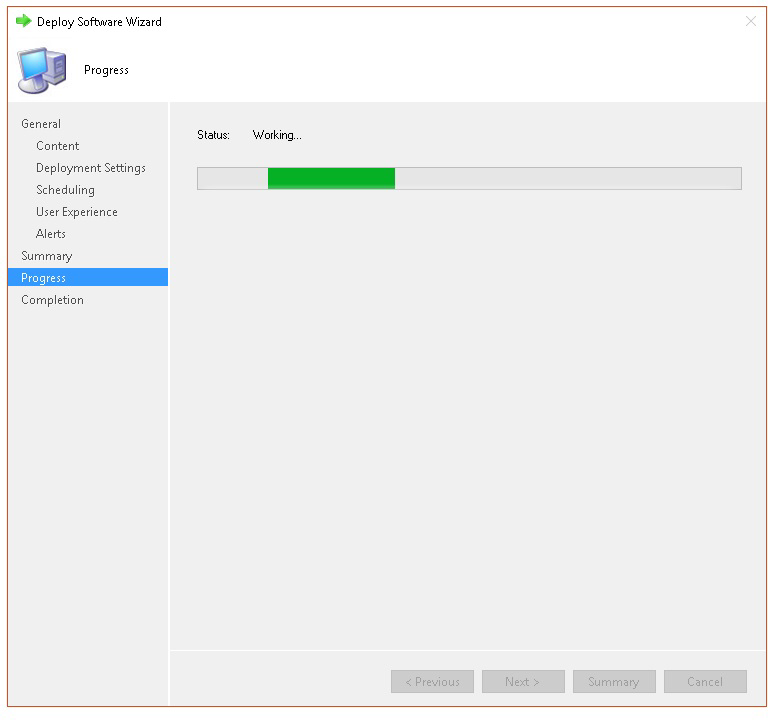 Deploy Software Wizard
Progress
General
Content
Deployment Settings
Scheduling
User Experience
Alerts
Summary
Progress
Completion
Status: Working...
< Previous
Next >
Summary
Cancel